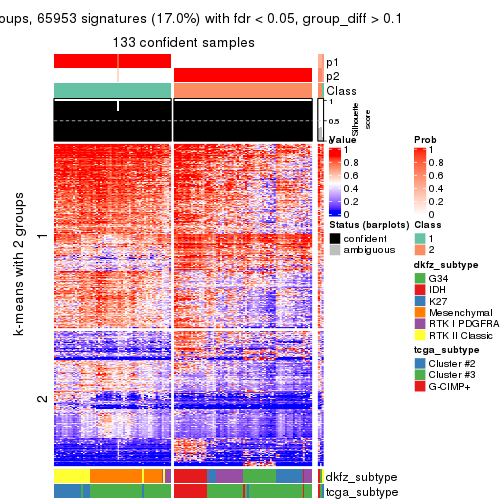 oups, 65953 signatures (17.0%) with fdr < 0.05, group_diff > 0.1
133 confident samples
p1
p2
Class
1
0.5
0
Silhouette
score
k-means with 2 groups
1
2
Value
1
0.8
0.6
0.4
0.2
0
Prob
1
0.8
0.6
0.4
0.2
0
Status (barplots)
confident
ambiguous
Class
1
2
dkfz_subtype
G34
IDH
K27
Mesenchymal
RTK I PDGFRA
RTK II Classic
tcga_subtype
Cluster #2
Cluster #3
G-CIMP+
dkfz_subtype
tcga_subtype